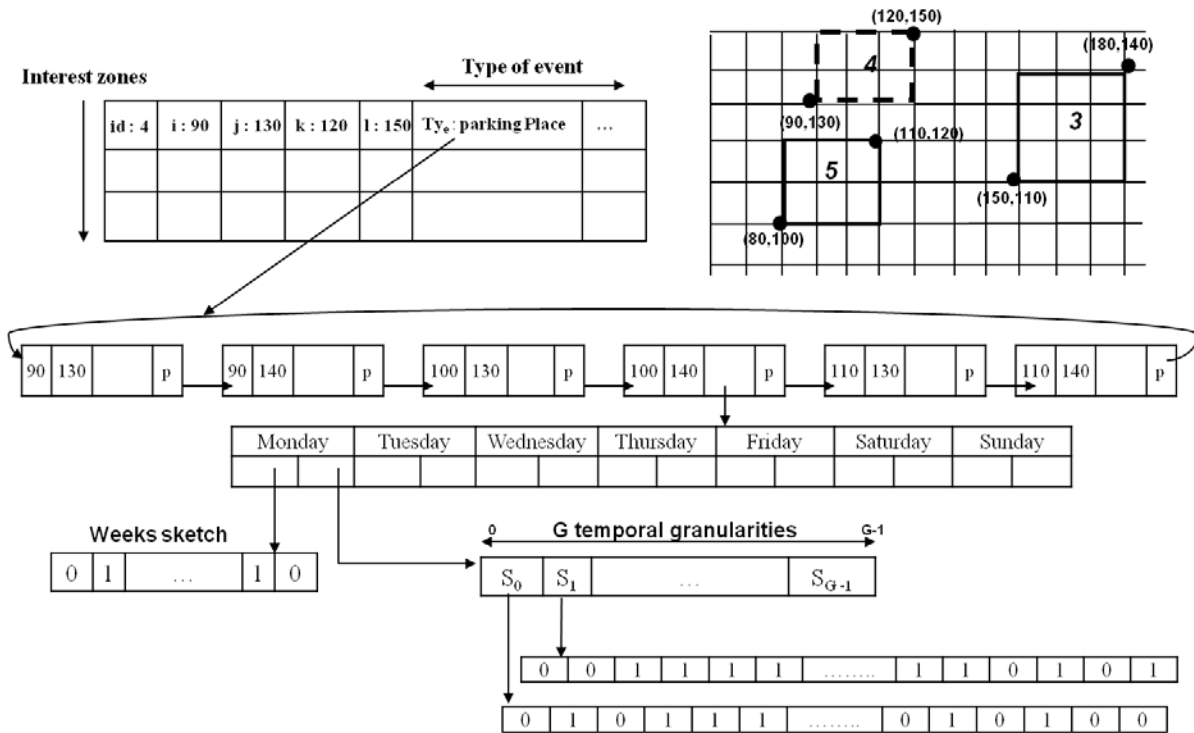 Interest zones
Type of event
id : 4 i : 90 j : 130 k : 120 l : 150 Ty_e : parking Place ...
(120,150)
(180,140)
4
3
(90,130)
(110,120)
5
(150,110)
(80,100)
90 130 p
90 140 p
100 130 p
100 140 p
110 130 p
110 140 p
Monday Tuesday Wednesday Thursday Friday Saturday Sunday
Weeks sketch
0 1 ... 1 0
0 G temporal granularities G-1
S_0 S_1 ... S_G-1
0 0 1 1 1 1 ........ 1 1 0 1 0 1
0 1 0 1 1 1 ........ 0 1 0 1 0 0